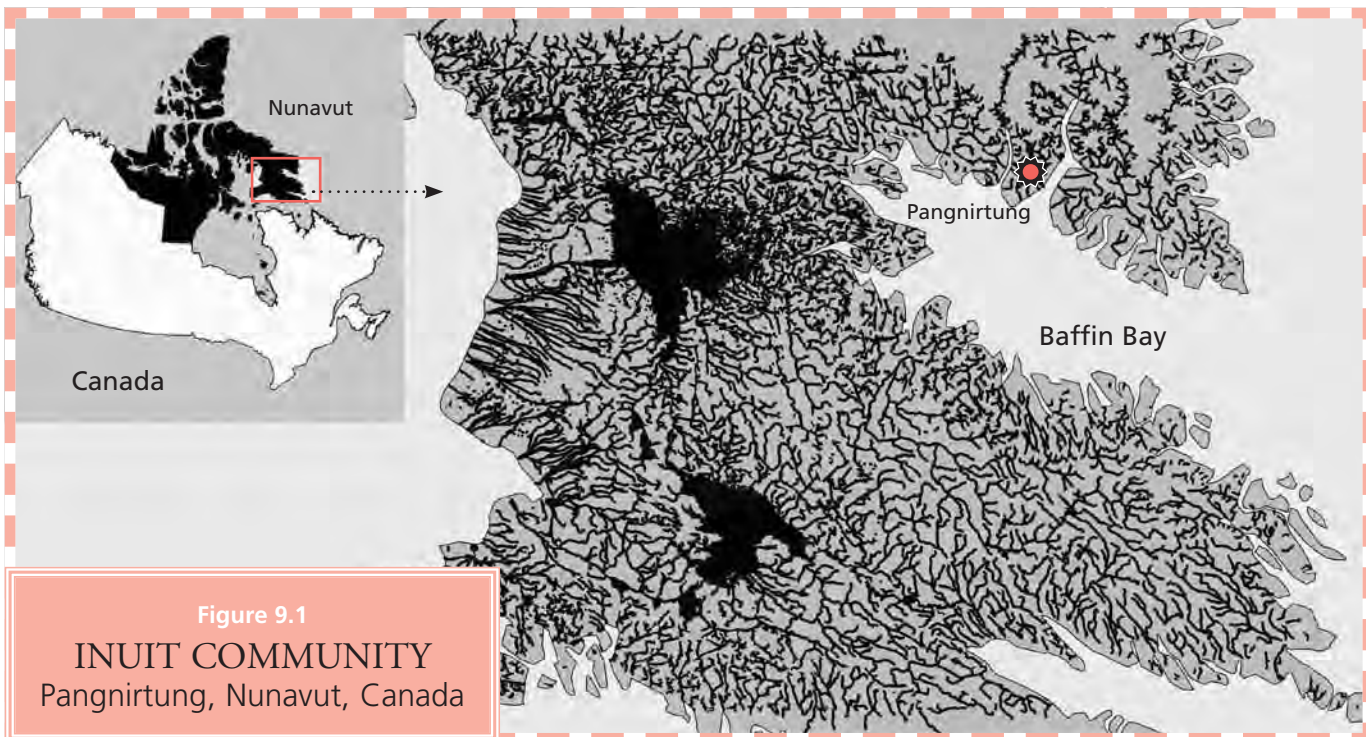 Nunavut
Canada
Pangnirtung
Baffin Bay
Figure 9.1
INUIT COMMUNITY
Pangnirtung, Nunavut, Canada